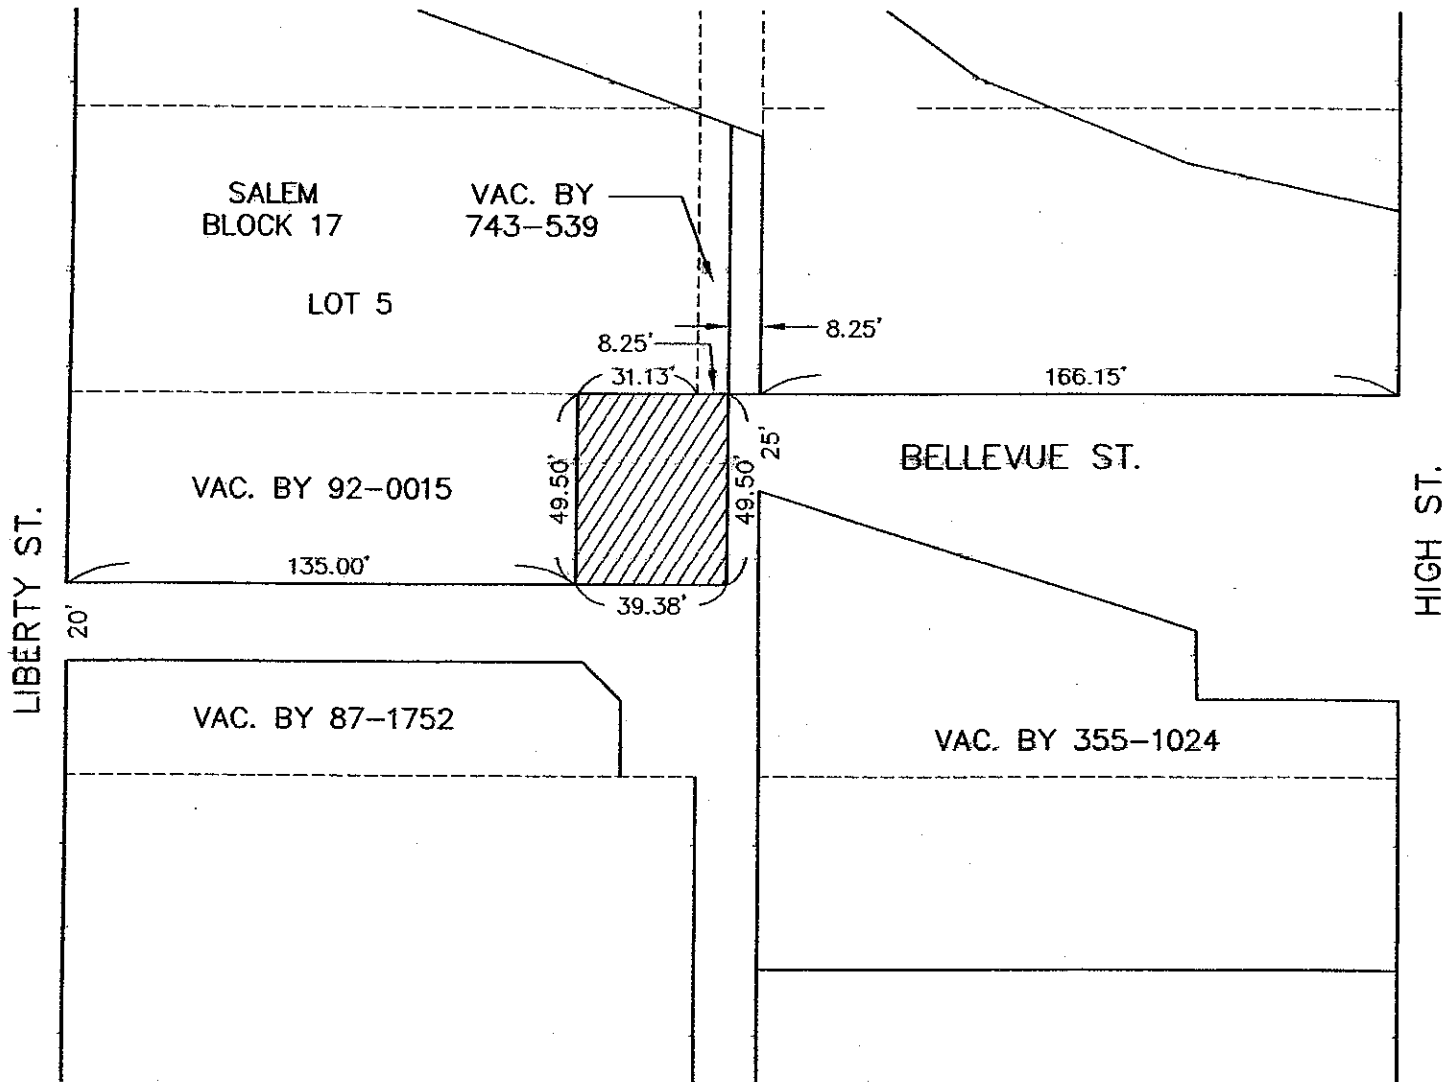 SALEM
BLOCK 17
VAC. BY
743-539
LOT 5
8.25'
8.25'
31.13'
166.15'
49.50'
49.50'
25'
BELLEVUE ST.
VAC. BY 92-0015
135.00'
39.38'
20'
LIBERTY ST.
HIGH ST.
VAC. BY 87-1752
VAC. BY 355-1024